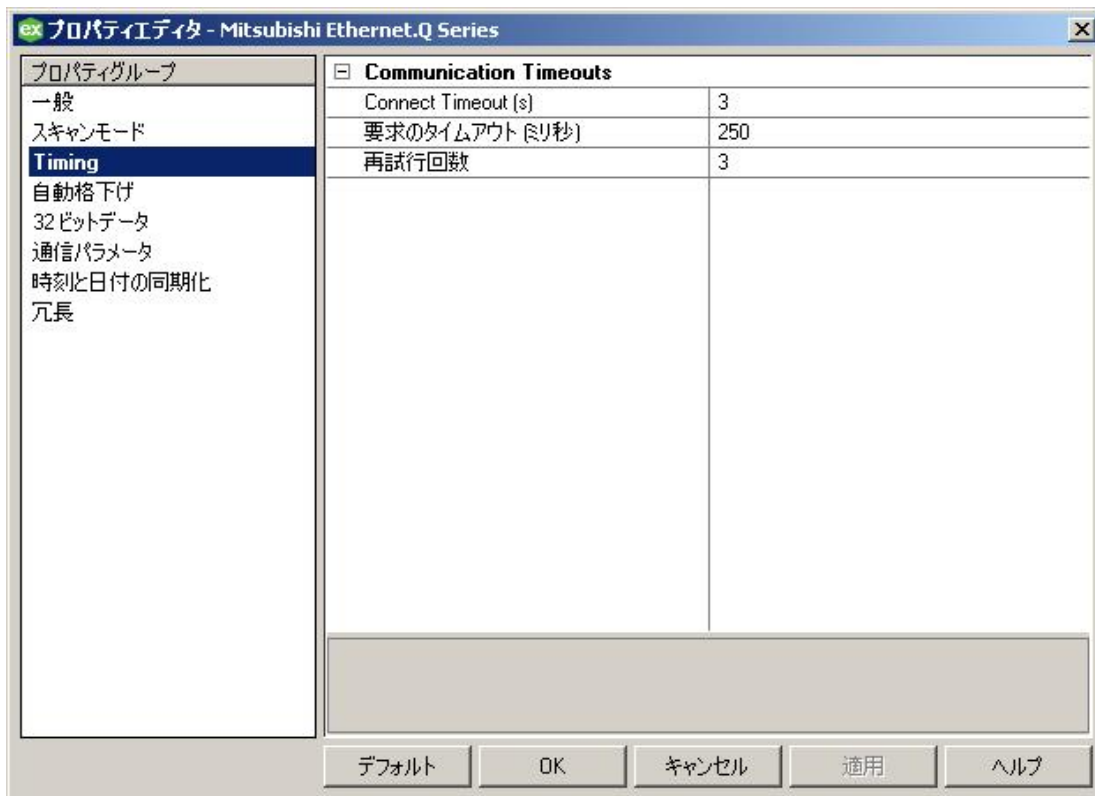 ex プロパティエディタ - Mitsubishi Ethernet.Q Series
プロパティグループ
一般
スキャンモード
Timing
自動格下げ
32 ビットデータ
通信パラメータ
時刻と日付の同期化
冗長
Communication Timeouts
Connect Timeout (s) 3
要求のタイムアウト (ミリ秒) 250
再試行回数 3
デフォルト OK キャンセル 適用 ヘルプ